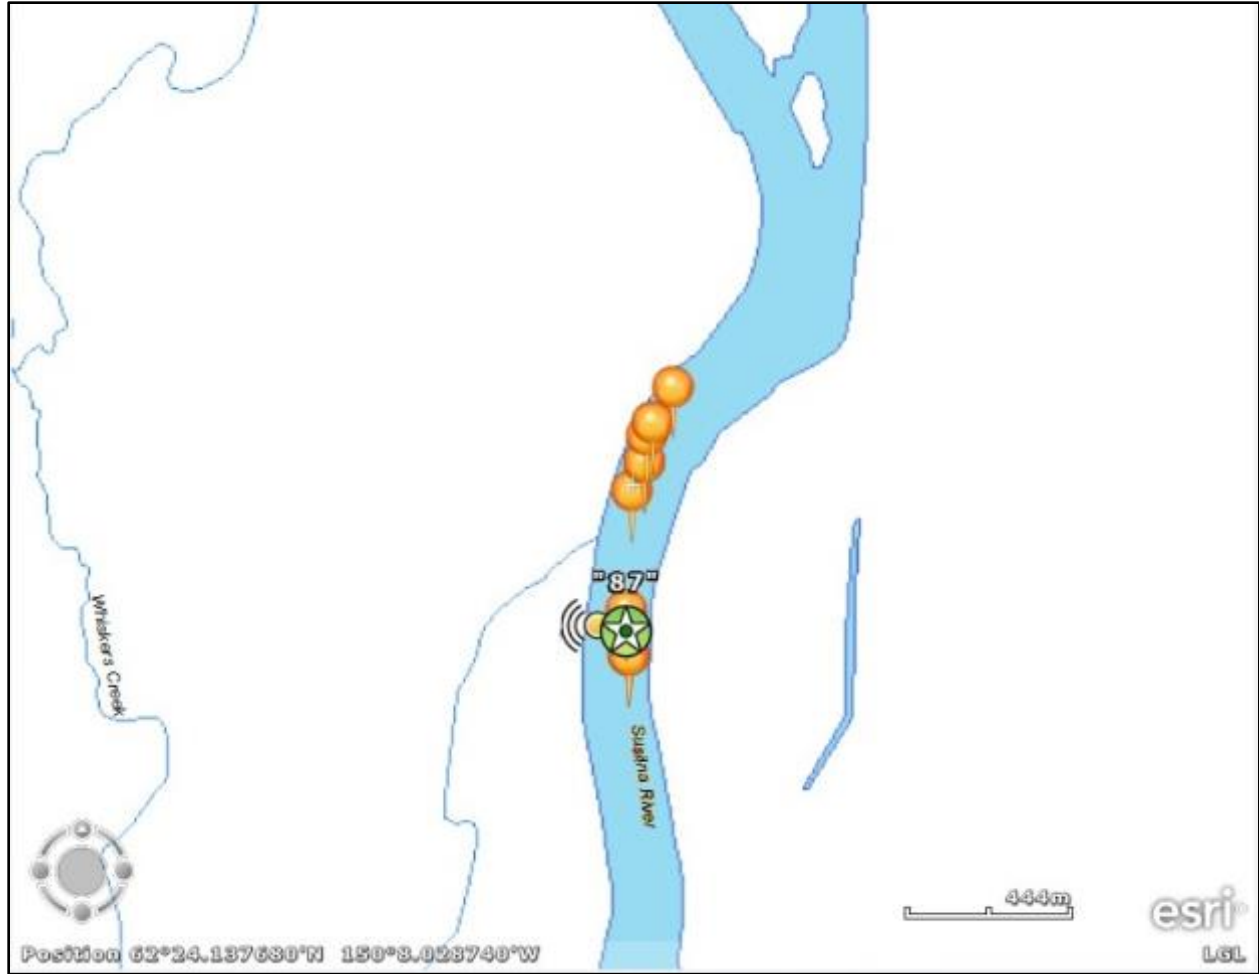 "87"
Whiskers Creek
Susitna River
444m
esri
Position 62°24.137680'N 150°8.028740'W
LGL